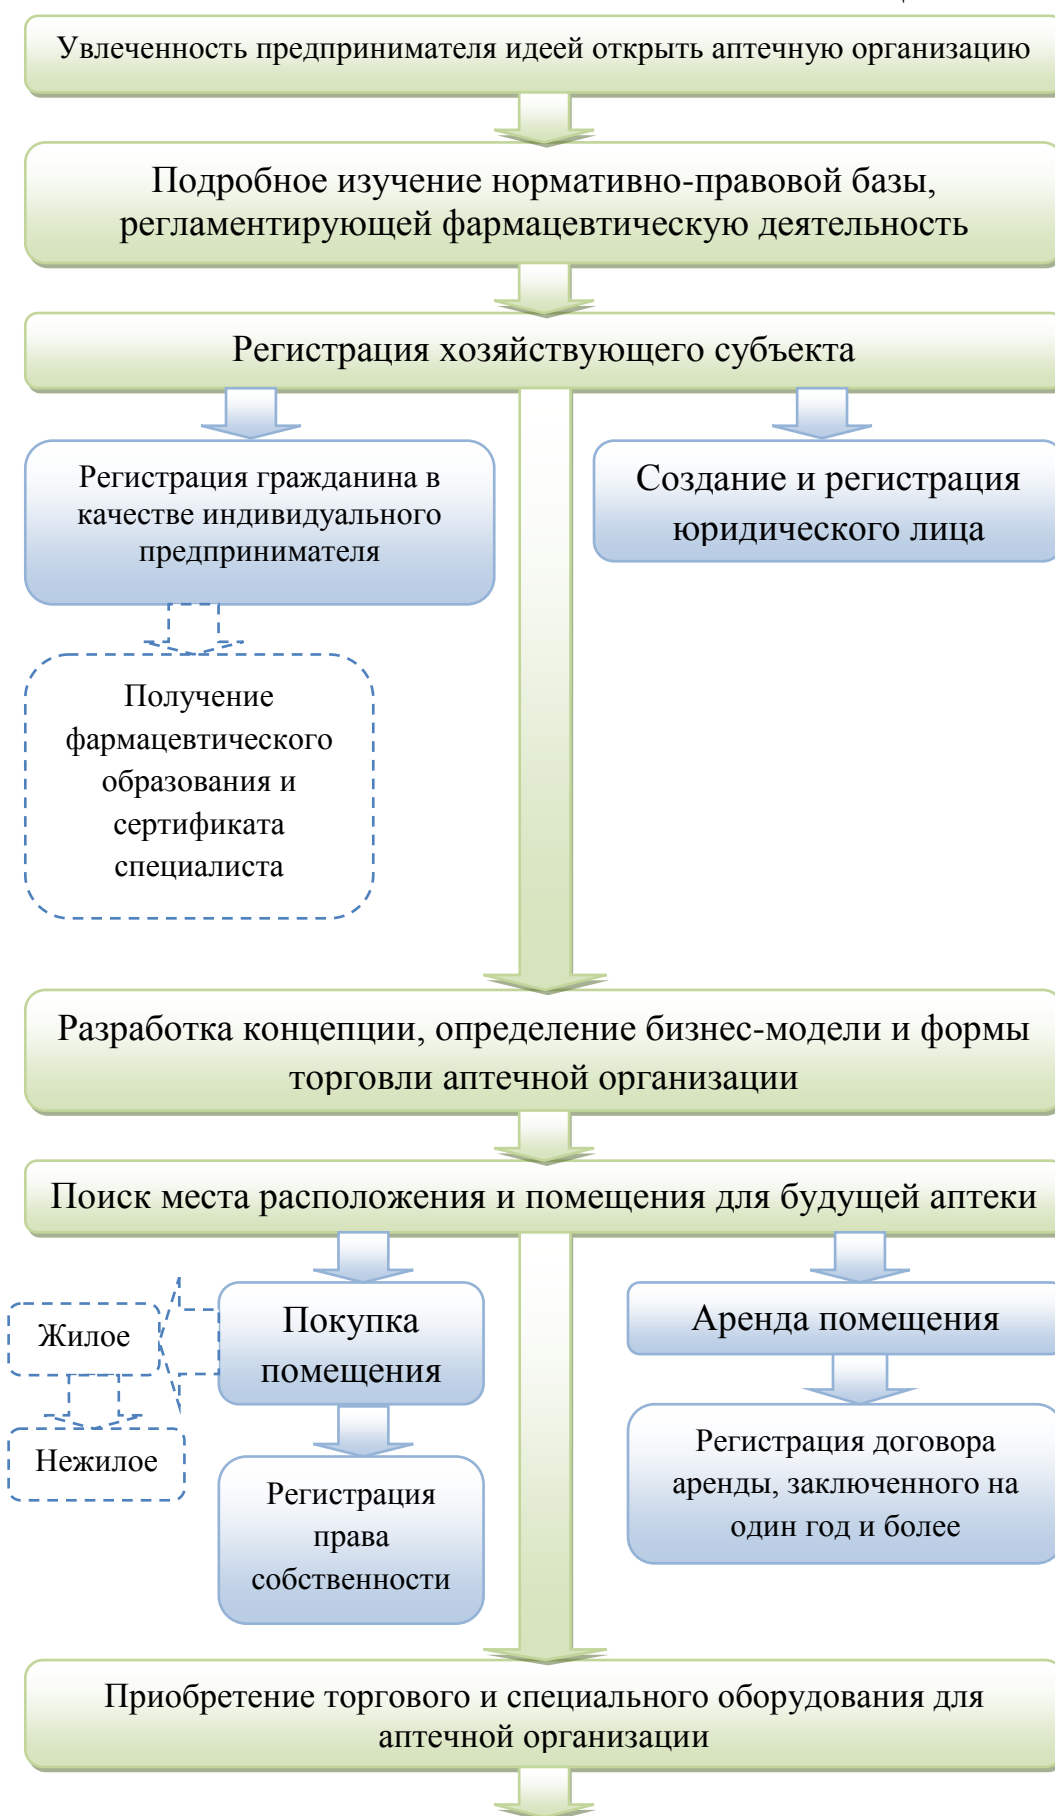 Увлеченность предпринимателя идеей открыть аптечную организацию
Подробное изучение нормативно-правовой базы,
регламентирующей фармацевтическую деятельность
Регистрация хозяйствующего субъекта
Регистрация гражданина в
качестве индивидуального
предпринимателя
Создание и регистрация
юридического лица
Получение
фармацевтического
образования и
сертификата
специалиста
Разработка концепции, определение бизнес-модели и формы
торговли аптечной организации
Поиск места расположения и помещения для будущей аптеки
Жилое
Нежилое
Покупка
помещения
Регистрация
права
собственности
Аренда помещения
Регистрация договора
аренды, заключенного на
один год и более
Приобретение торгового и специального оборудования для
аптечной организации